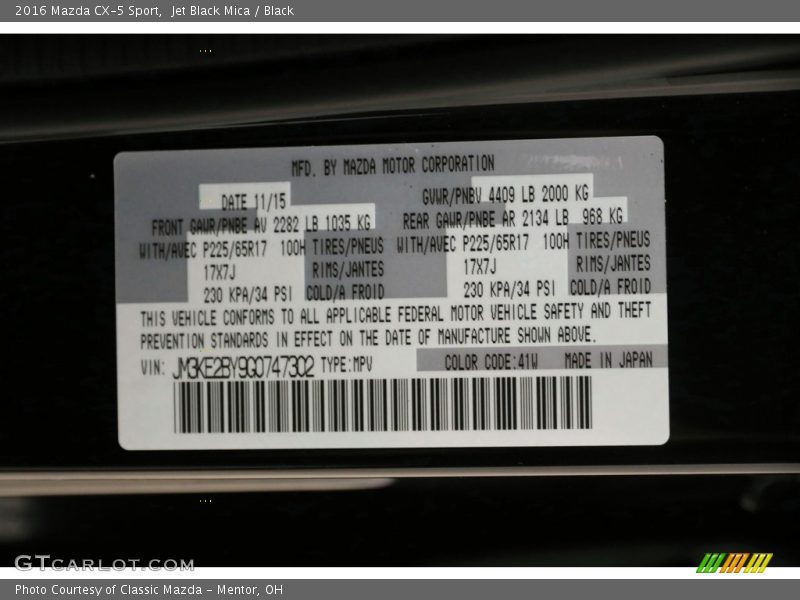 2016 Mazda CX-5 Sport,  Jet Black Mica / Black
MFD. BY MAZDA MOTOR CORPORATION
DATE 11/15 GVWR/PNBV 4409 LB 2000 KG
FRONT GAWR/PNBE AV 2282 LB 1035 KG REAR GAWR/PNBE AR 2134 LB 968 KG
WITH/AVEC P225/65R17 100H TIRES/PNEUS WITH/AVEC P225/65R17 100H TIRES/PNEUS
17X7J RIMS/JANTES 17X7J RIMS/JANTES
230 KPA/34 PSI COLD/A FROID 230 KPA/34 PSI COLD/A FROID
THIS VEHICLE CONFORMS TO ALL APPLICABLE FEDERAL MOTOR VEHICLE SAFETY AND THEFT
PREVENTION STANDARDS IN EFFECT ON THE DATE OF MANUFACTURE SHOWN ABOVE.
VIN: JM3KE2BY9G0747302 TYPE:MPV COLOR CODE:41W MADE IN JAPAN
GTCARLOT.COM
Photo Courtesy of Classic Mazda - Mentor, OH